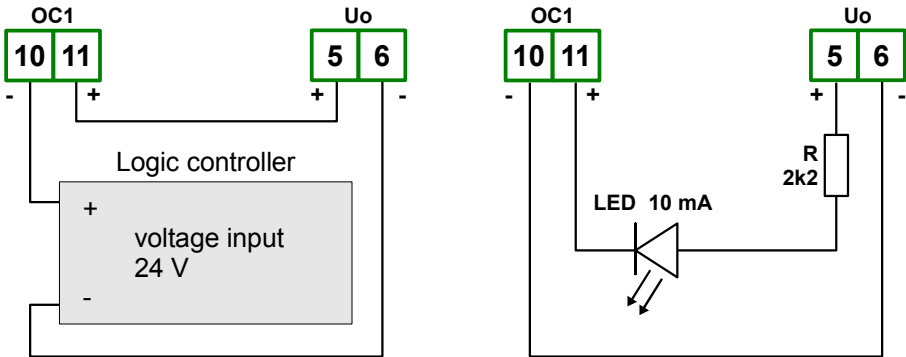 OC1 Uo
10 11 5 6
- + + -
Logic controller
+
voltage input
24 V
-
OC1 Uo
10 11 5 6
- + + -
R
2k2
LED 10 mA